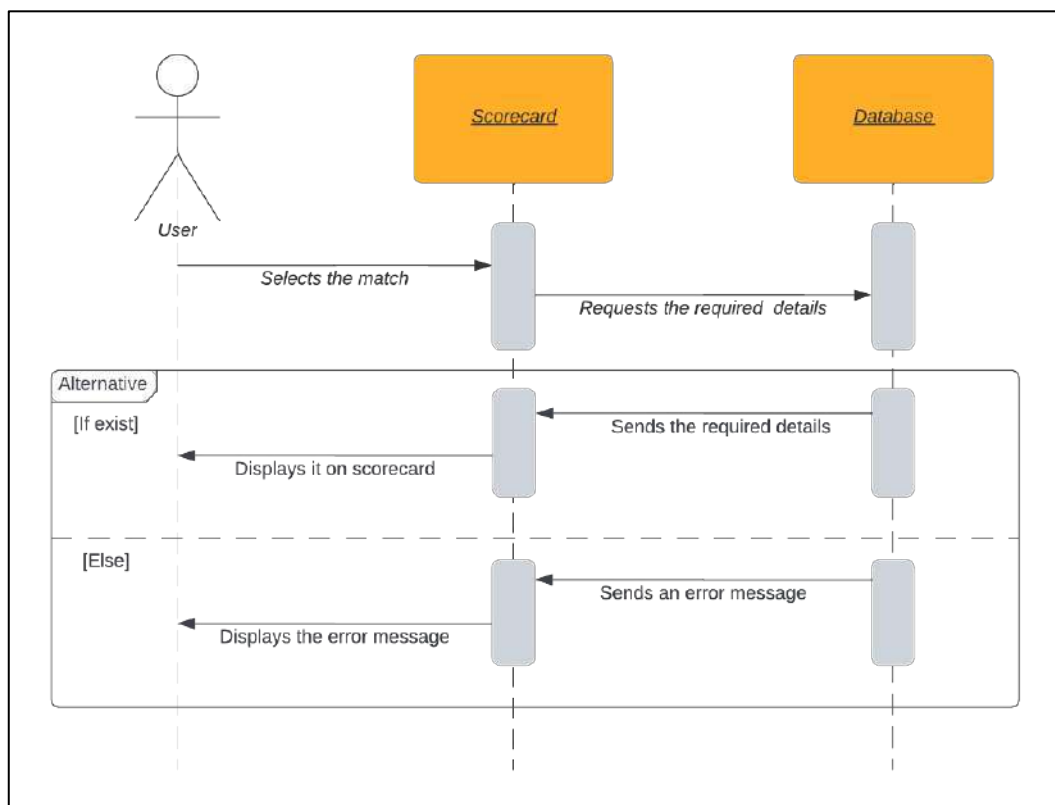 Scorecard
Database
User
Selects the match
Requests the required details
Alternative
[If exist]
Sends the required details
Displays it on scorecard
[Else]
Sends an error message
Displays the error message